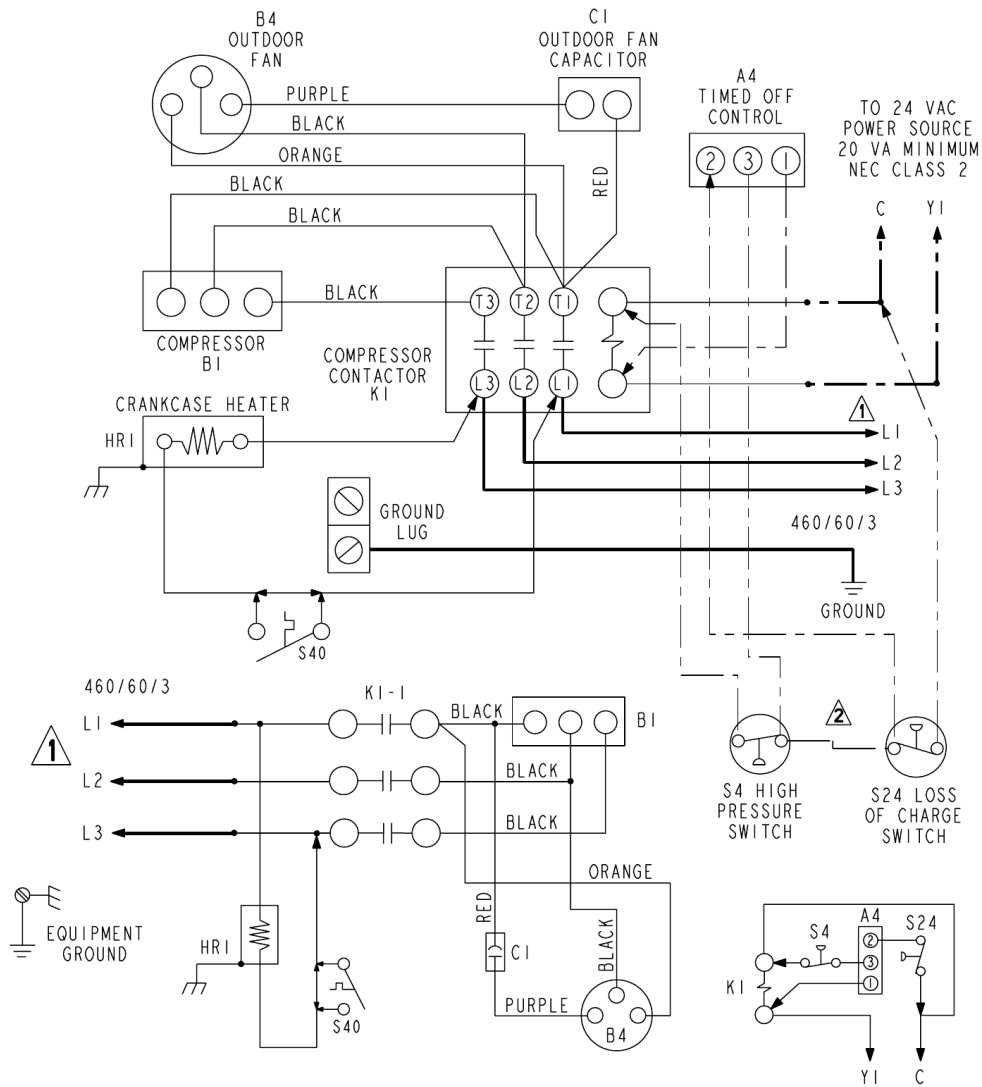 B4
OUTDOOR
FAN
C1
OUTDOOR FAN
CAPACITOR
A4
TIMED OFF
CONTROL
TO 24 VAC
POWER SOURCE
20 VA MINIMUM
NEC CLASS 2
PURPLE
BLACK
ORANGE
BLACK
BLACK
RED
2 3 1
C Y1
BLACK
T3 T2 T1
COMPRESSOR
B1
COMPRESSOR
CONTACTOR
K1
L3 L2 L1
CRANKCASE HEATER
HR1
1
L1
L2
L3
460/60/3
GROUND
LUG
GROUND
S40
460/60/3
K1-1
L1
BLACK
B1
1
L2
BLACK
L3
BLACK
2
S4 HIGH
PRESSURE
SWITCH
S24 LOSS
OF CHARGE
SWITCH
ORANGE
RED
BLACK
EQUIPMENT
GROUND
HR1
C1
S40
PURPLE
B4
S4
A4
S24
2
3
1
K1
Y1 C